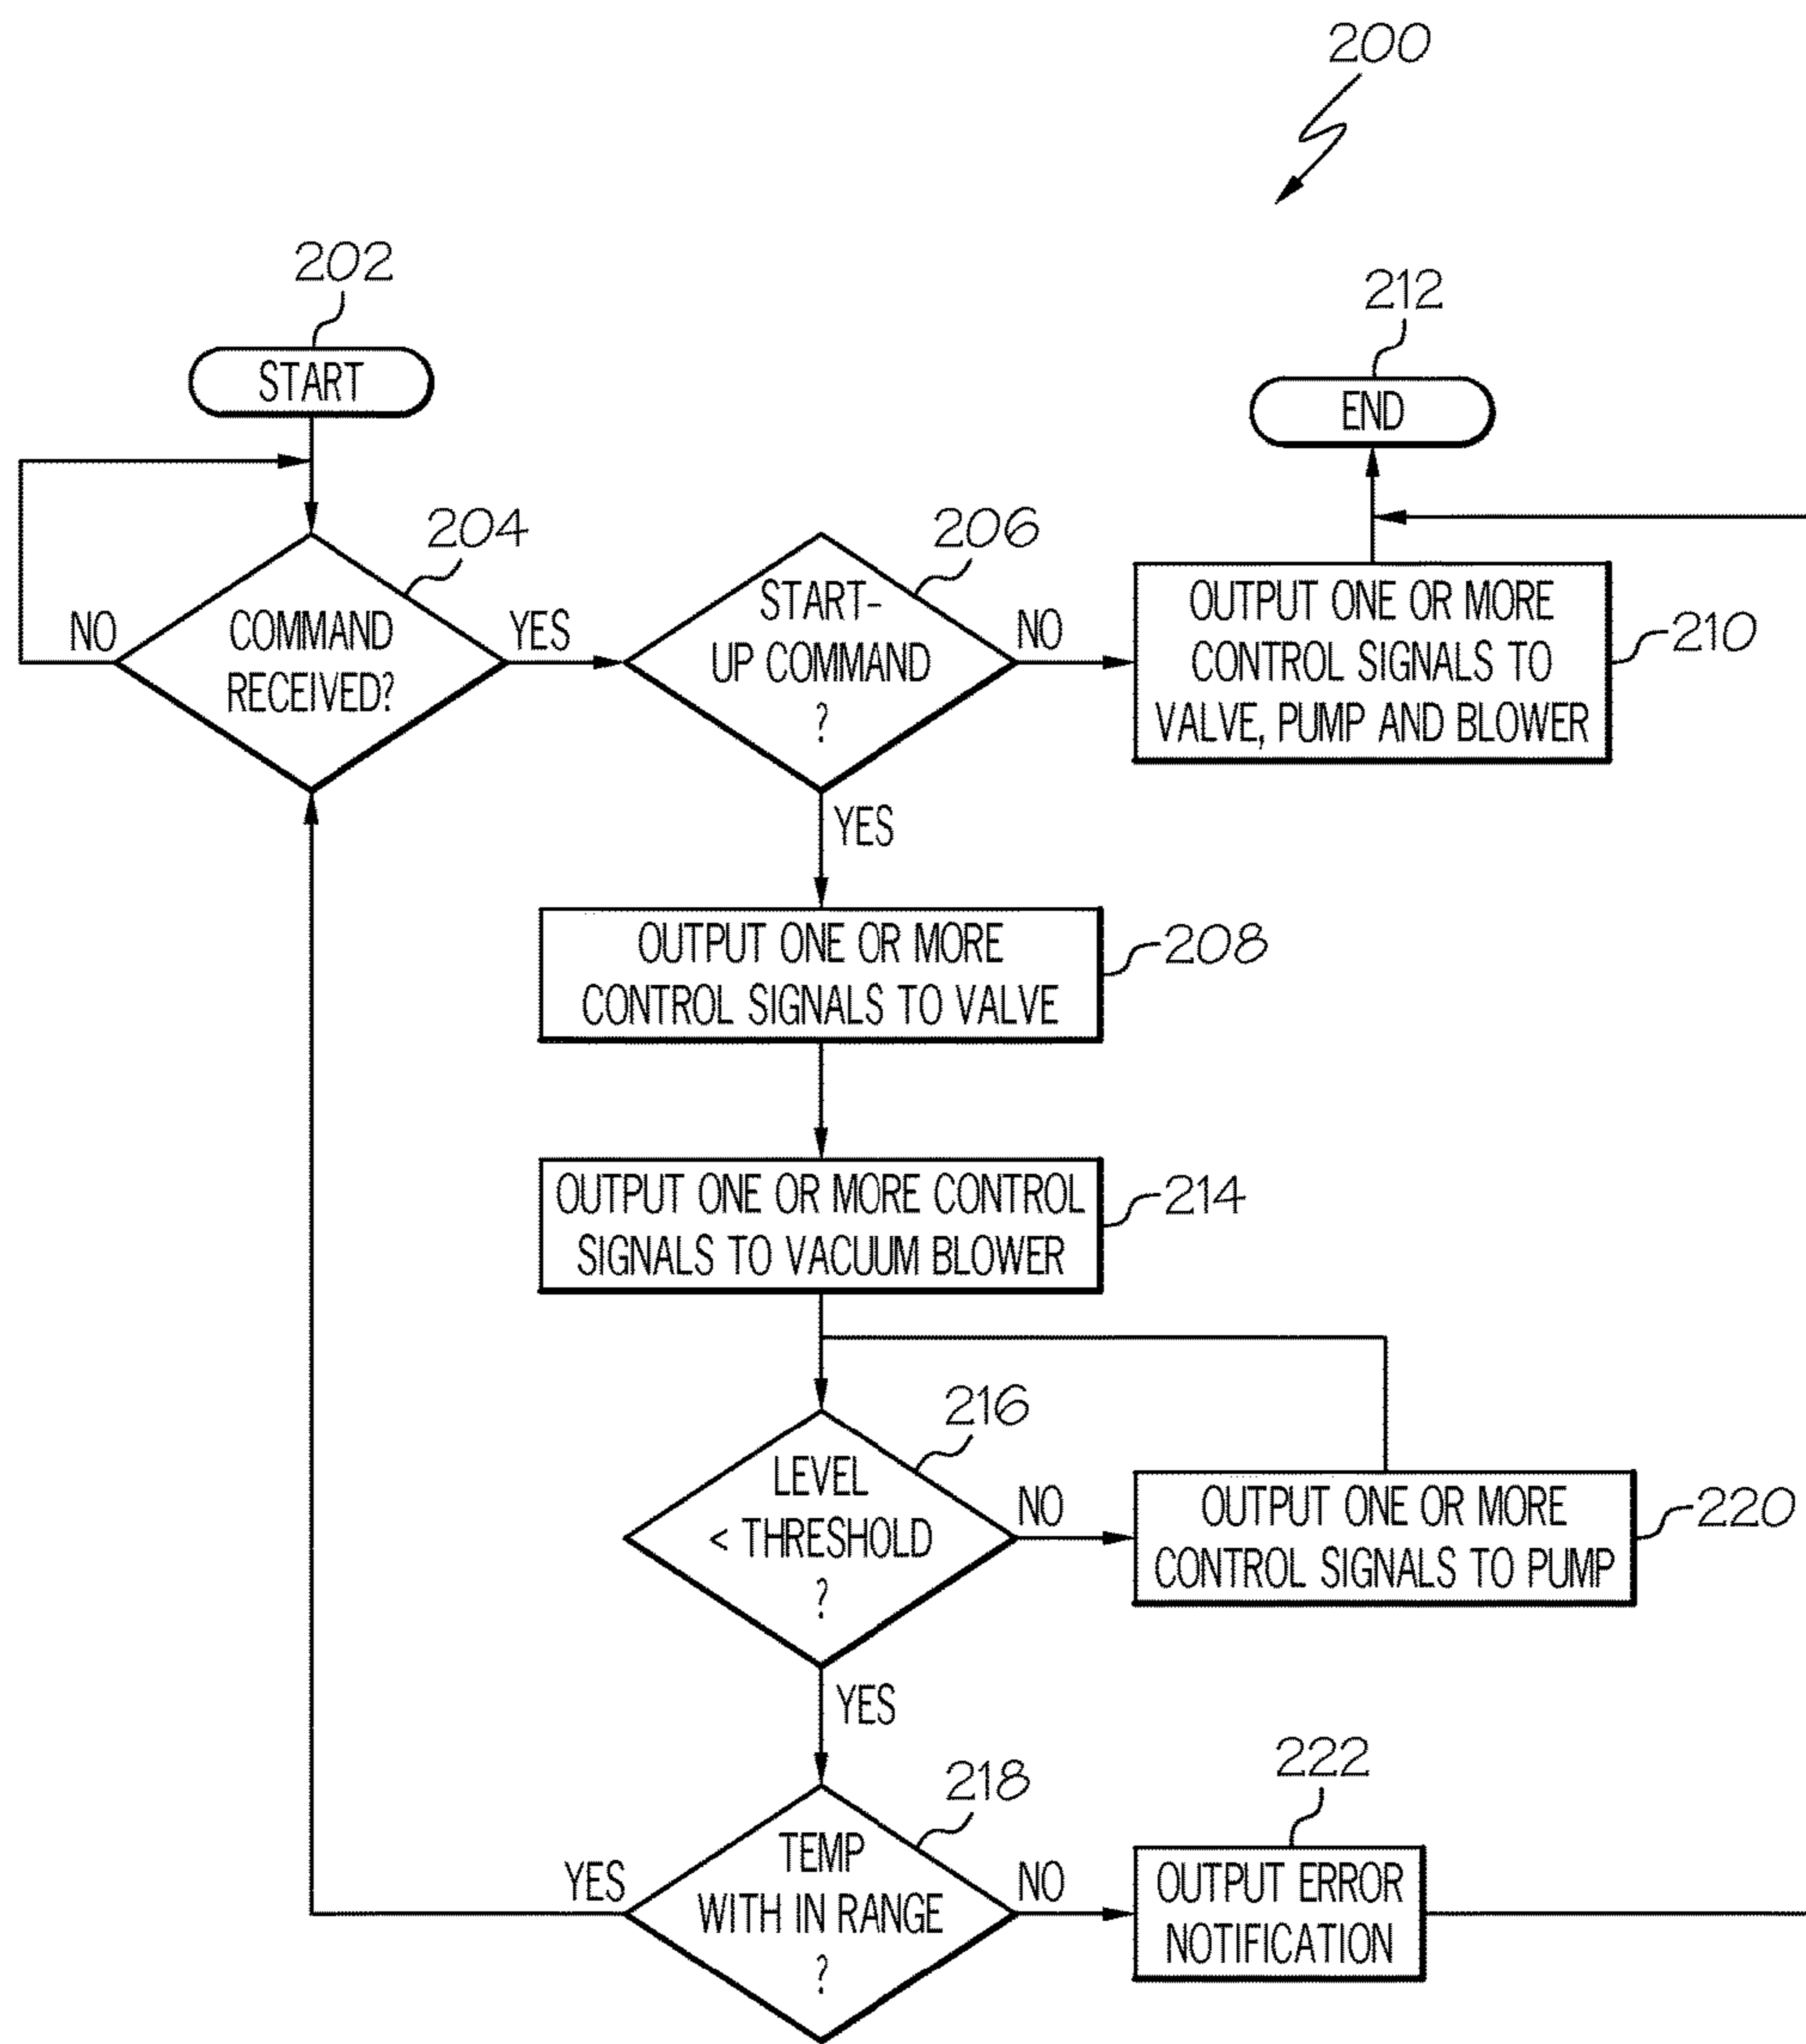 200
202
START
212
END
204
COMMAND
RECEIVED?
NO
YES
206
START-
UP COMMAND
?
NO
OUTPUT ONE OR MORE
CONTROL SIGNALS TO
VALVE, PUMP AND BLOWER
210
YES
OUTPUT ONE OR MORE
CONTROL SIGNALS TO VALVE
208
OUTPUT ONE OR MORE CONTROL
SIGNALS TO VACUUM BLOWER
214
216
LEVEL
< THRESHOLD
?
NO
OUTPUT ONE OR MORE
CONTROL SIGNALS TO PUMP
220
YES
218
TEMP
WITH IN RANGE
?
YES
NO
222
OUTPUT ERROR
NOTIFICATION